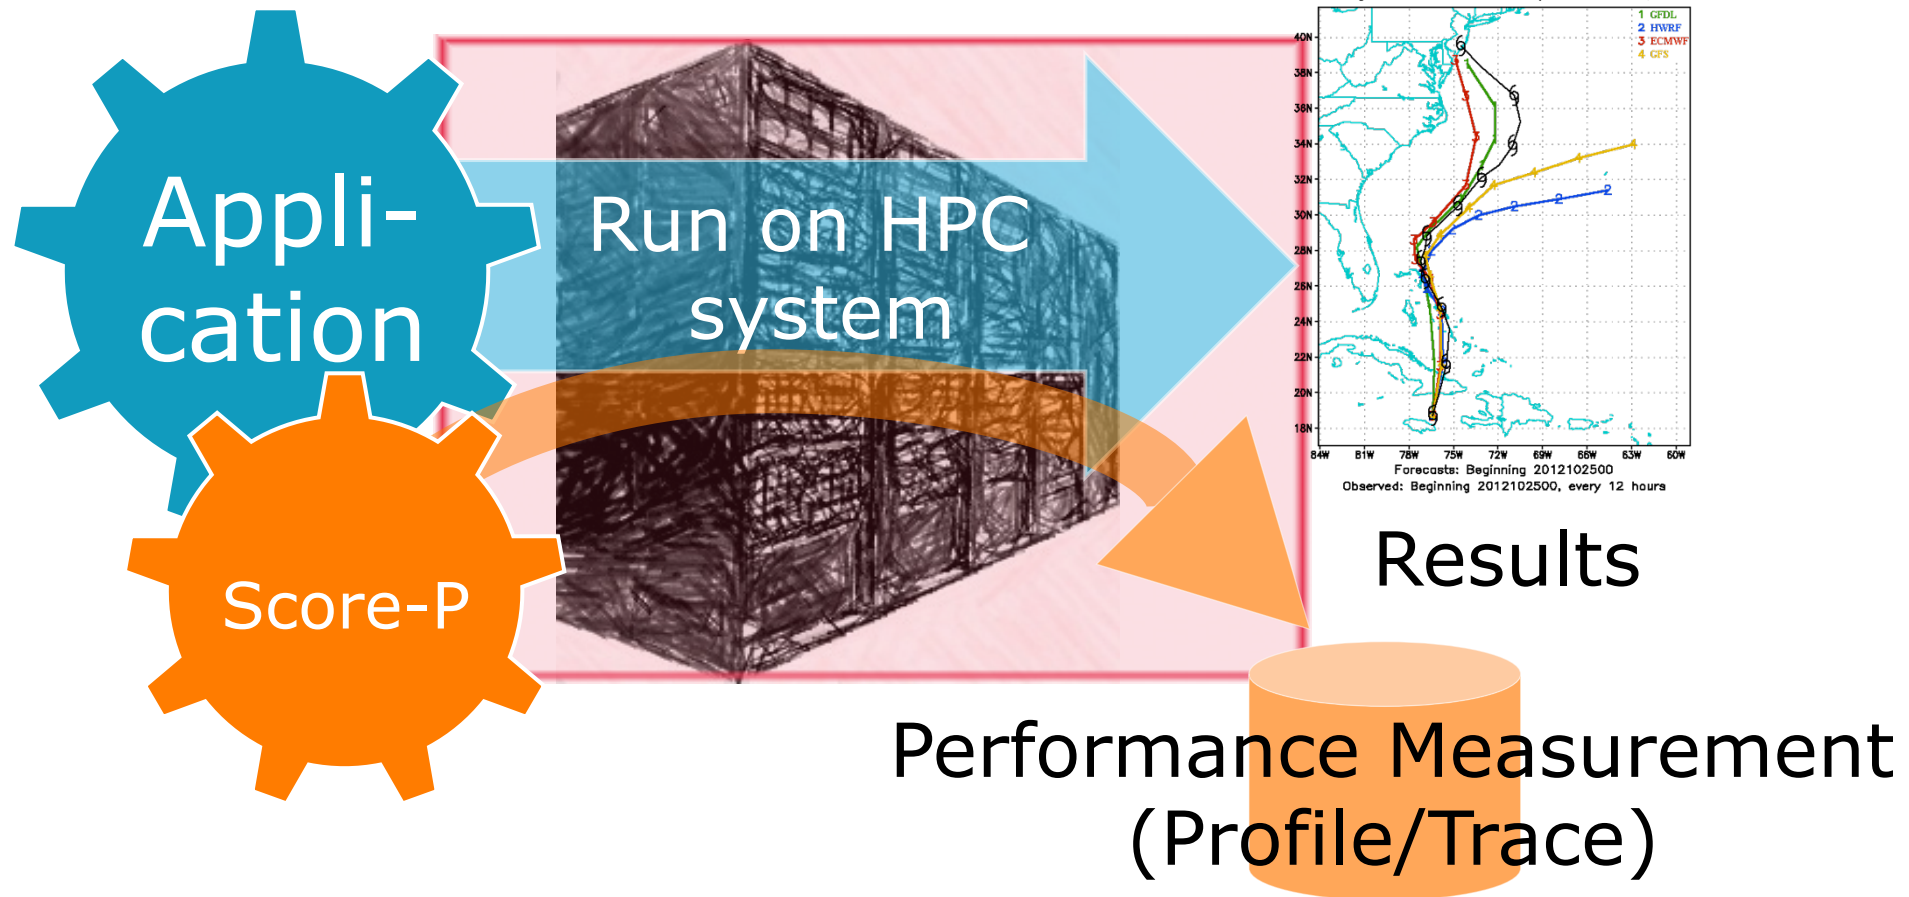 Appli-
cation
Score-P
Run on HPC
system
1 GFDL
2 HWRF
3 ECMWF
4 GFS
40N
38N
36N
34N
32N
30N
28N
26N
24N
22N
20N
18N
84W 81W 78W 75W 72W 69W 66W 63W 60W
Forecasts: Beginning 2012102500
Observed: Beginning 2012102500, every 12 hours
Results
Performance Measurement
(Profile/Trace)